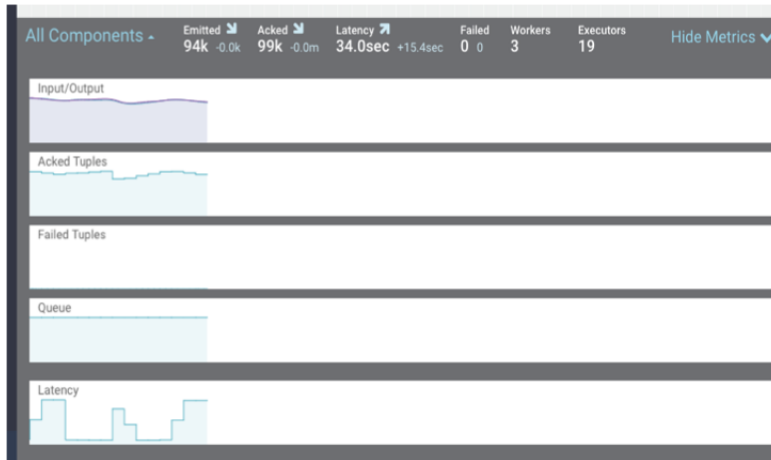 All Components
Emitted Acked Latency Failed Workers Executors
94k -0.0k 99k -0.0m 34.0sec +15.4sec 0 0 3 19
Hide Metrics
Input/Output
Acked Tuples
Failed Tuples
Queue
Latency